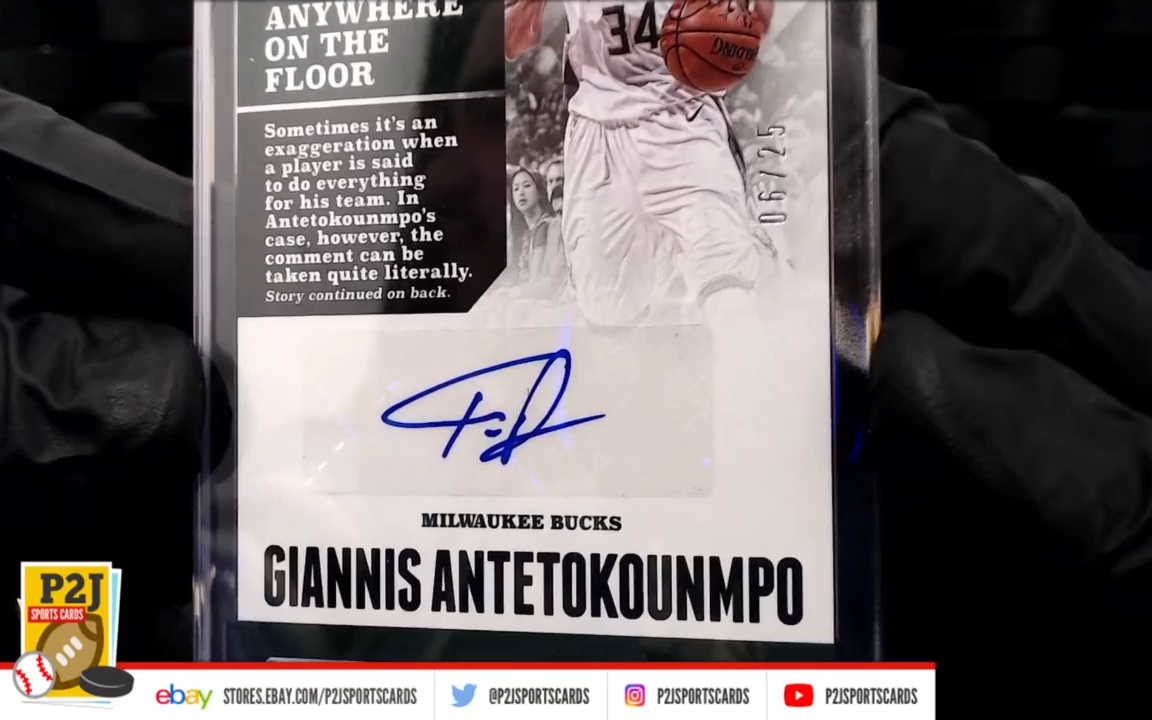 ANYWHERE
ON THE
FLOOR
Sometimes it's an
exaggeration when
a player is said
to do everything
for his team. In
Antetokounmpo's
case, however, the
comment can be
taken quite literally.
Story continued on back.
34
SPALDING
06/25
MILWAUKEE BUCKS
GIANNIS ANTETOKOUNMPO
P2J
SPORTS CARDS
ebay STORES.EBAY.COM/P2JSPORTSCARDS
@P2JSPORTSCARDS
P2JSPORTSCARDS
P2JSPORTSCARDS